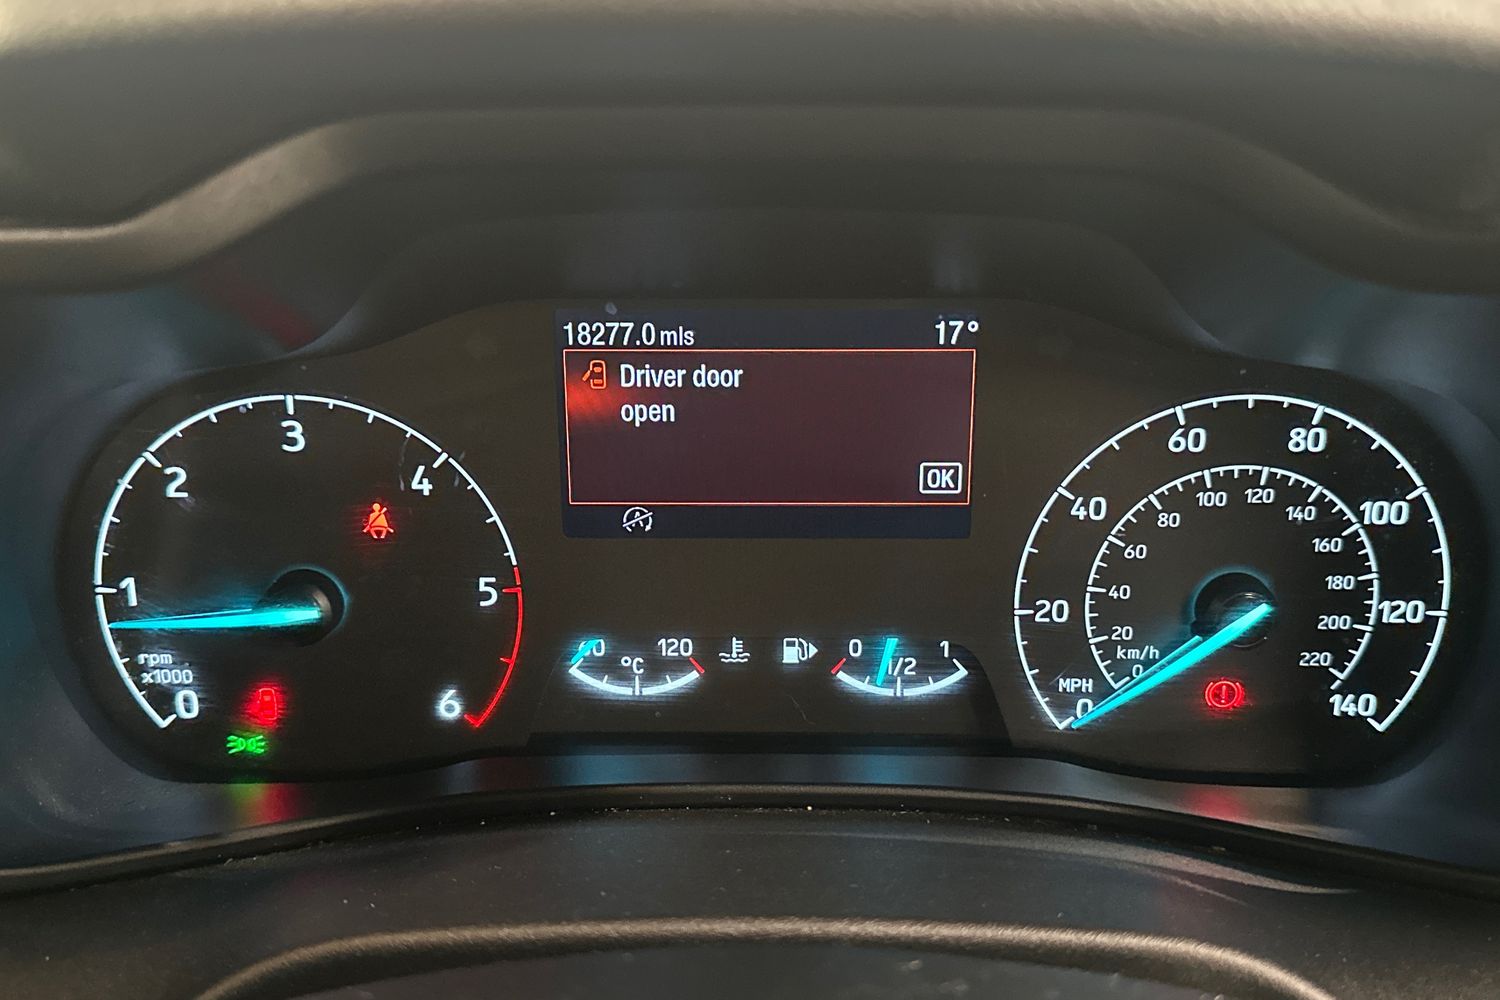 18277.0 mls 17°
Driver door
open
OK
0 1 2 3 4 5 6
rpm
x1000
120
°C
0 1/2 1
0 20 40 60 80 100 120 140
MPH
km/h
0 20 40 60 80 100 120 140 160 180 200 220